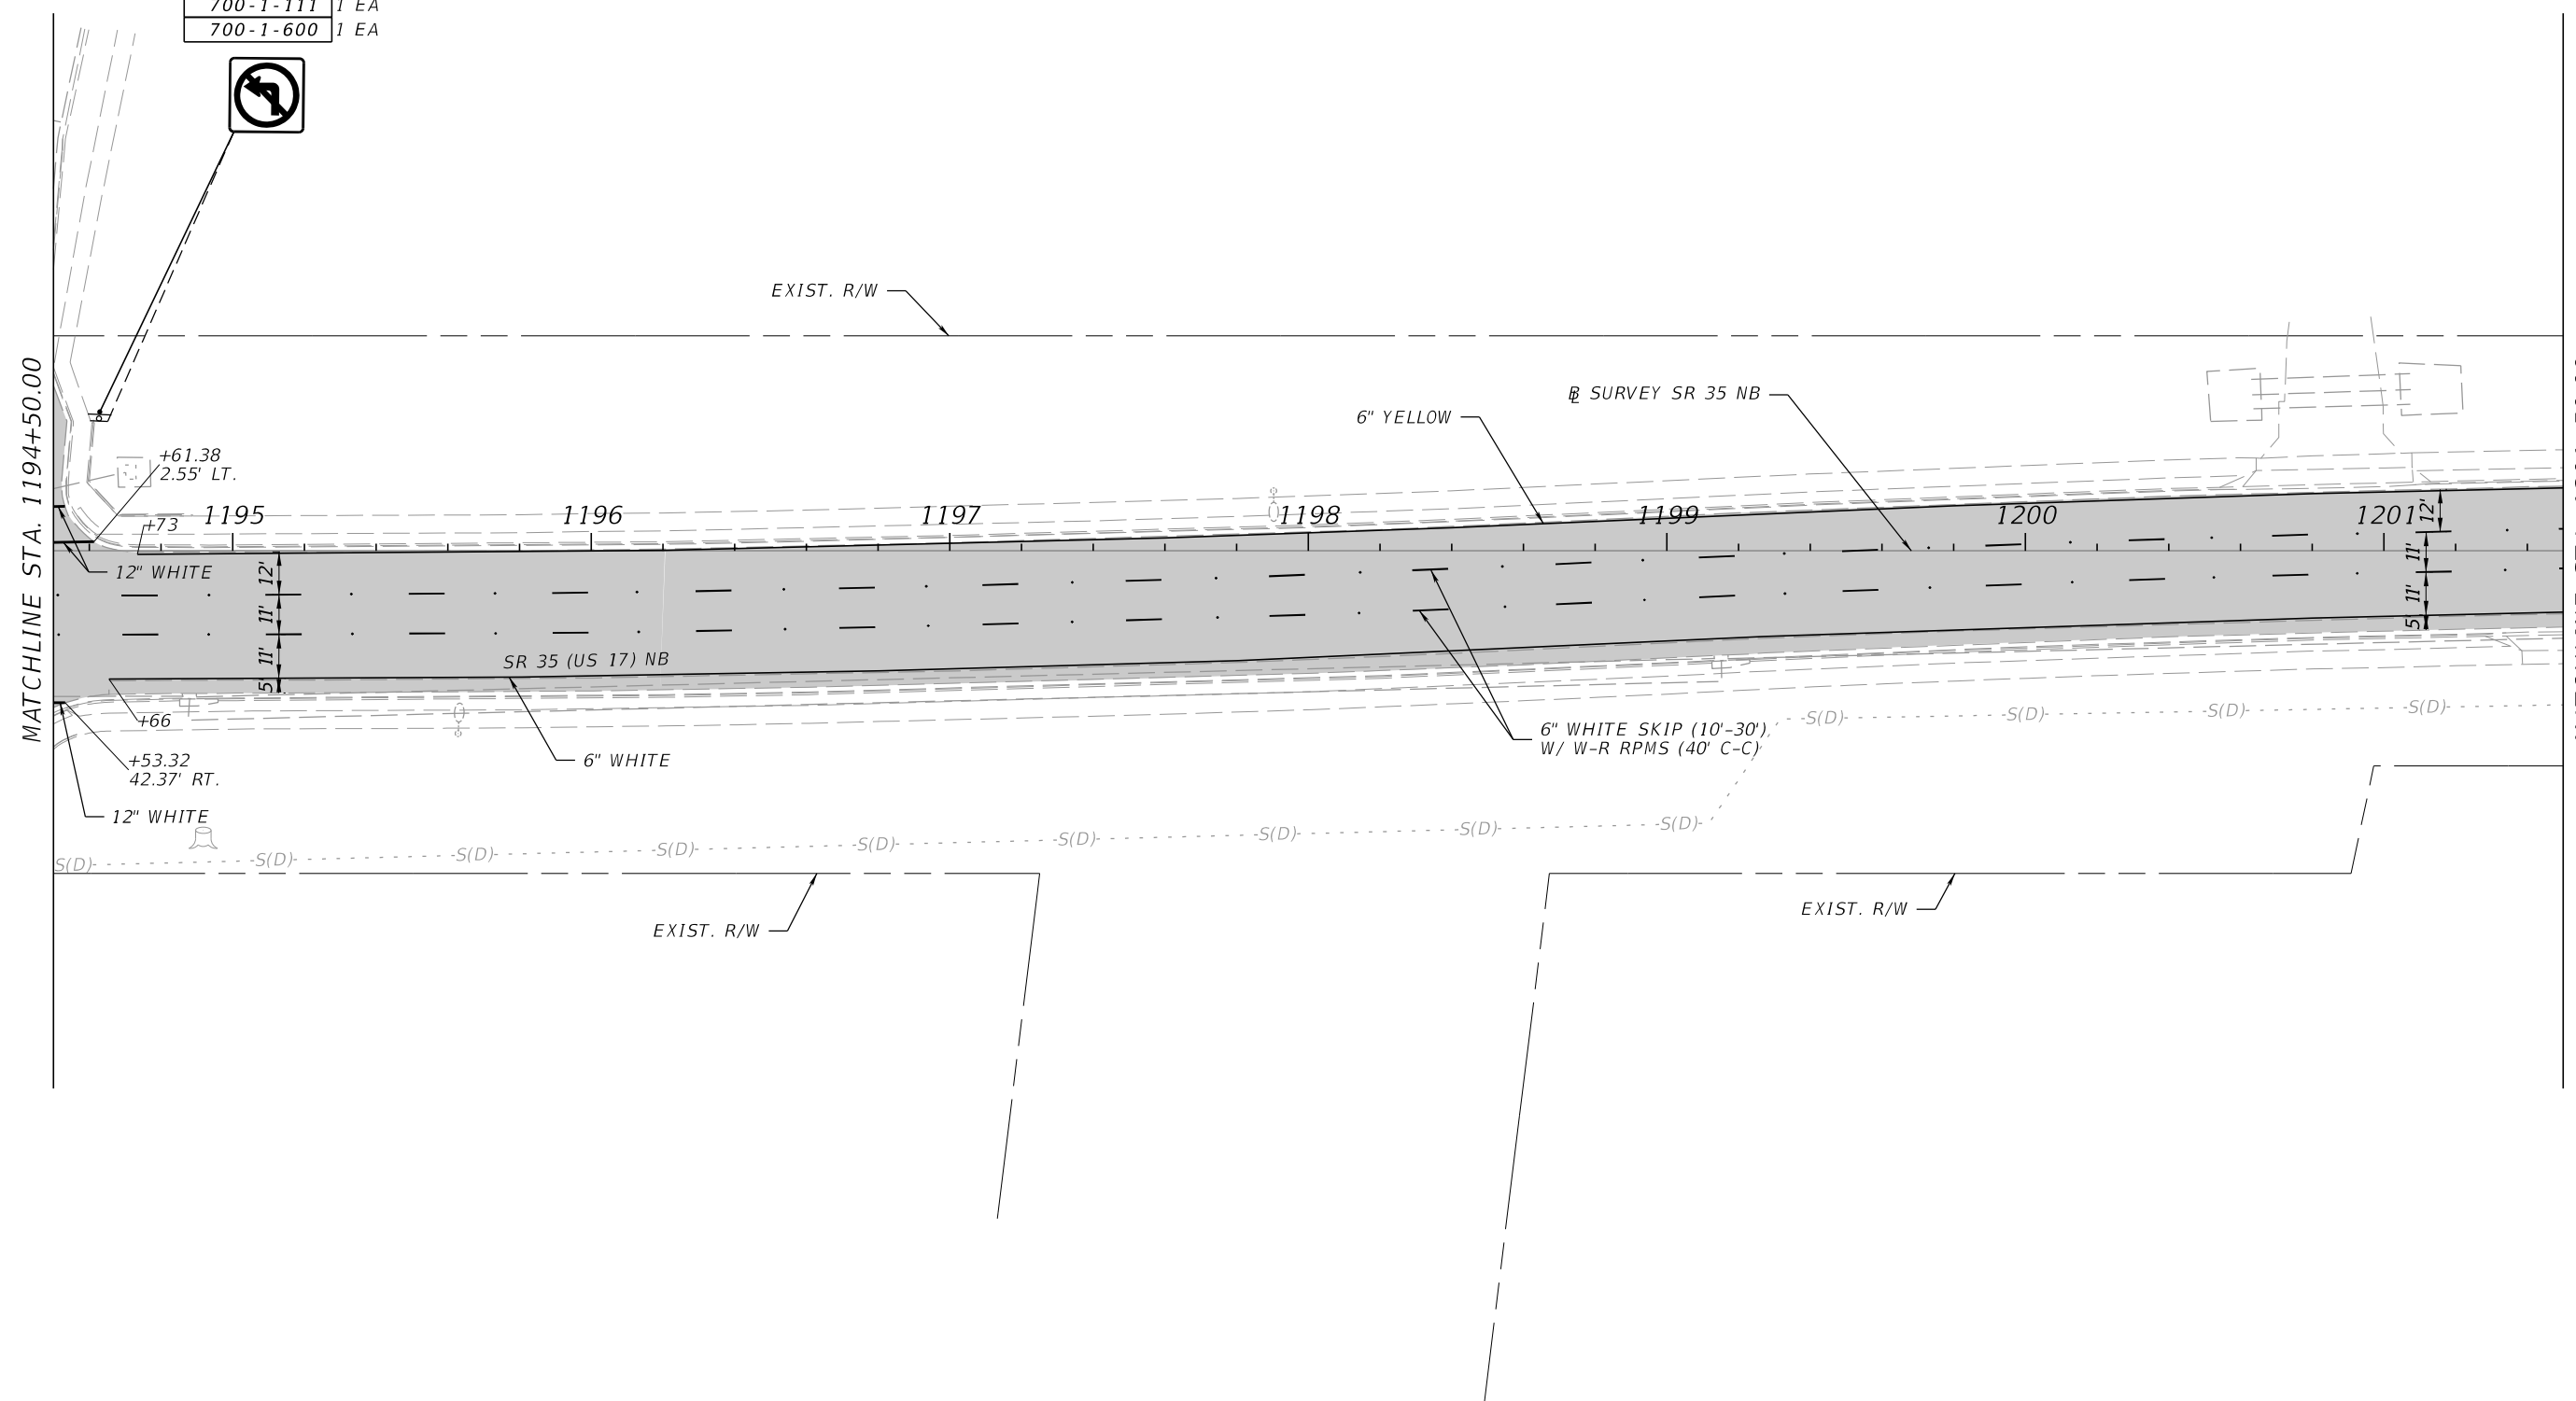 700-1-111 1 EA
700-1-600 1 EA
EXIST. R/W
B SURVEY SR 35 NB
6" YELLOW
MATCHLINE STA. 1194+50.00
+61.38
2.55' LT.
+73
1195
1196
1197
1198
1199
1200
1201
12" WHITE
12'
11'
11'
5'
12'
11'
11'
5'
SR 35 (US 17) NB
+66
6" WHITE SKIP (10'-30')
W/ W-R RPMS (40' C-C)
+53.32
42.37' RT.
6" WHITE
12" WHITE
S(D)
S(D)
S(D)
S(D)
S(D)
S(D)
S(D)
S(D)
S(D)
S(D)
S(D)
S(D)
S(D)
EXIST. R/W
EXIST. R/W